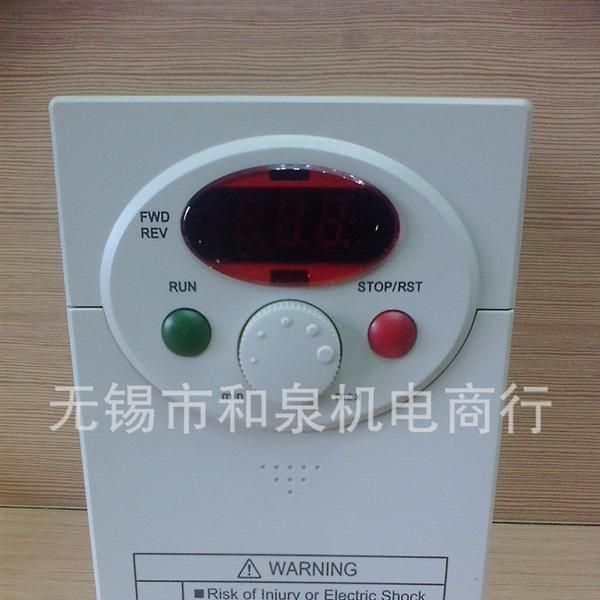 FWD
REV
RUN
STOP/RST
min
无锡市和泉机电商行
WARNING
Risk of Injury or Electric Shock